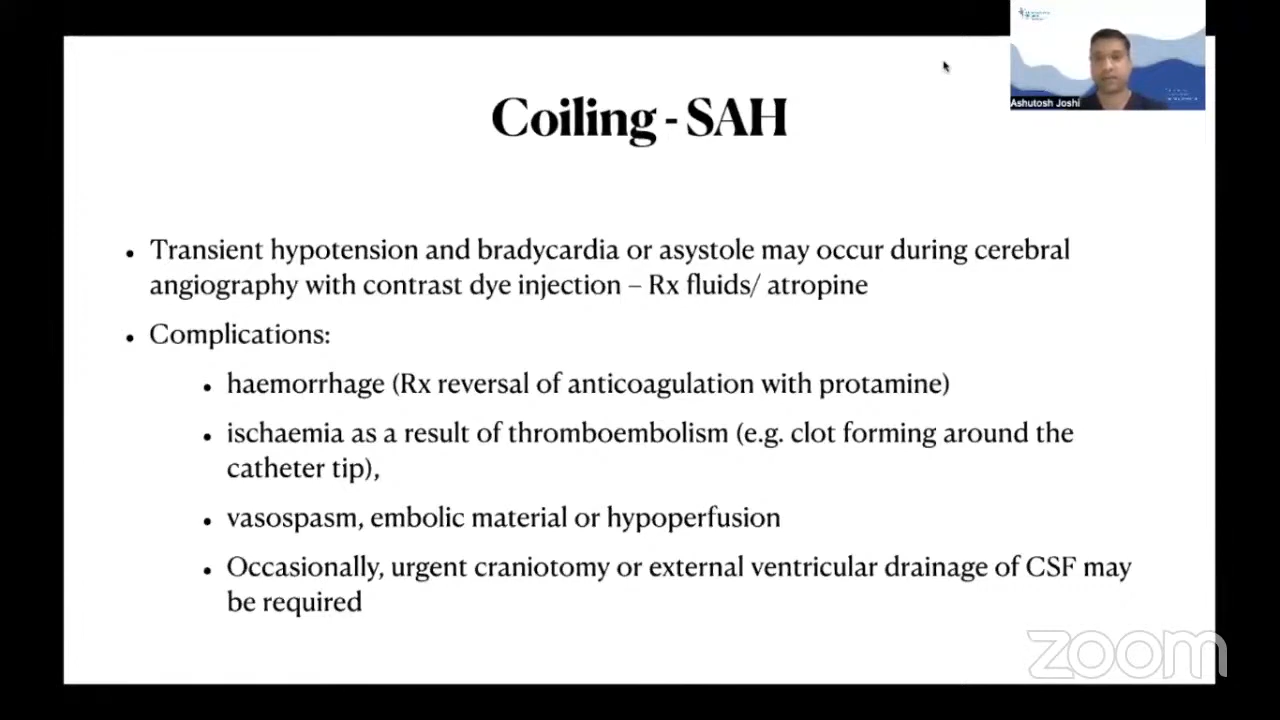 Coiling - SAH
Ashutosh Joshi
• Transient hypotension and bradycardia or asystole may occur during cerebral
angiography with contrast dye injection – Rx fluids/ atropine
• Complications:
• haemorrhage (Rx reversal of anticoagulation with protamine)
• ischaemia as a result of thromboembolism (e.g. clot forming around the
catheter tip),
• vasospasm, embolic material or hypoperfusion
• Occasionally, urgent craniotomy or external ventricular drainage of CSF may
be required
zoom